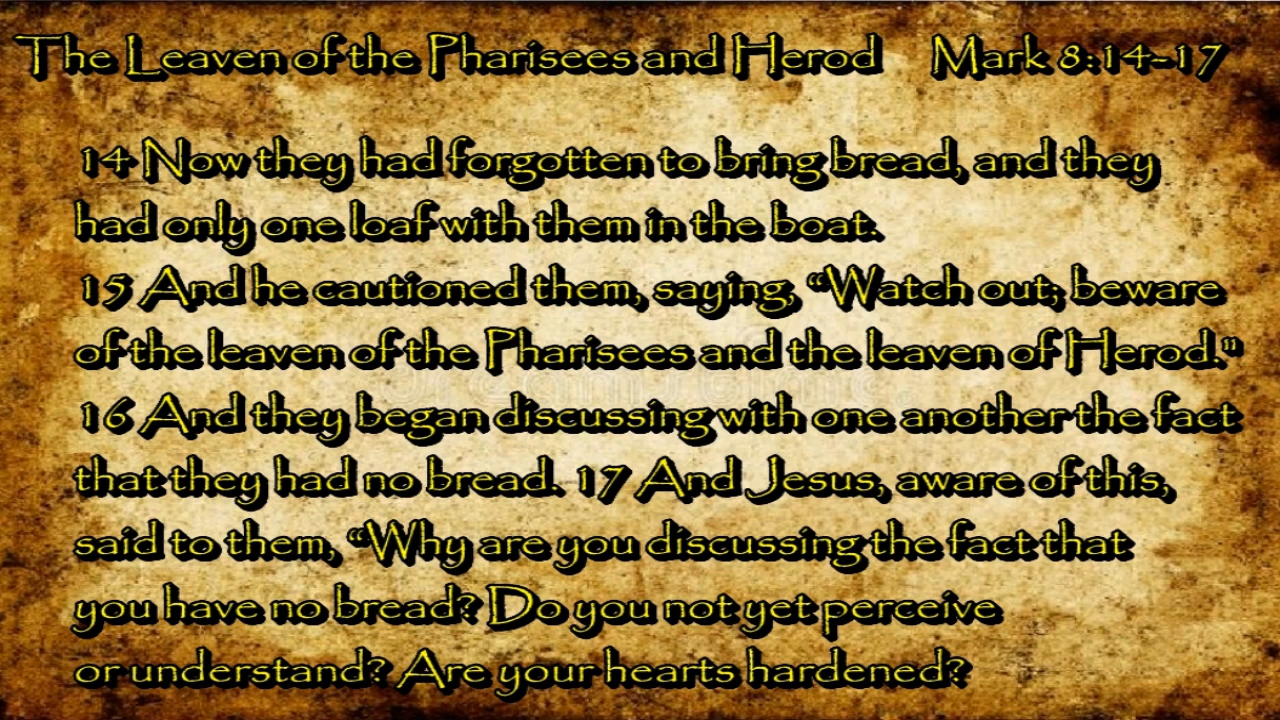 The Leaven of the Pharisees and Herod Mark 8:14-17
14 Now they had forgotten to bring bread, and they
had only one loaf with them in the boat.
15 And he cautioned them, saying, “Watch out; beware
of the leaven of the Pharisees and the leaven of Herod.”
16 And they began discussing with one another the fact
that they had no bread. 17 And Jesus, aware of this,
said to them, “Why are you discussing the fact that
you have no bread? Do you not yet perceive
or understand? Are your hearts hardened?